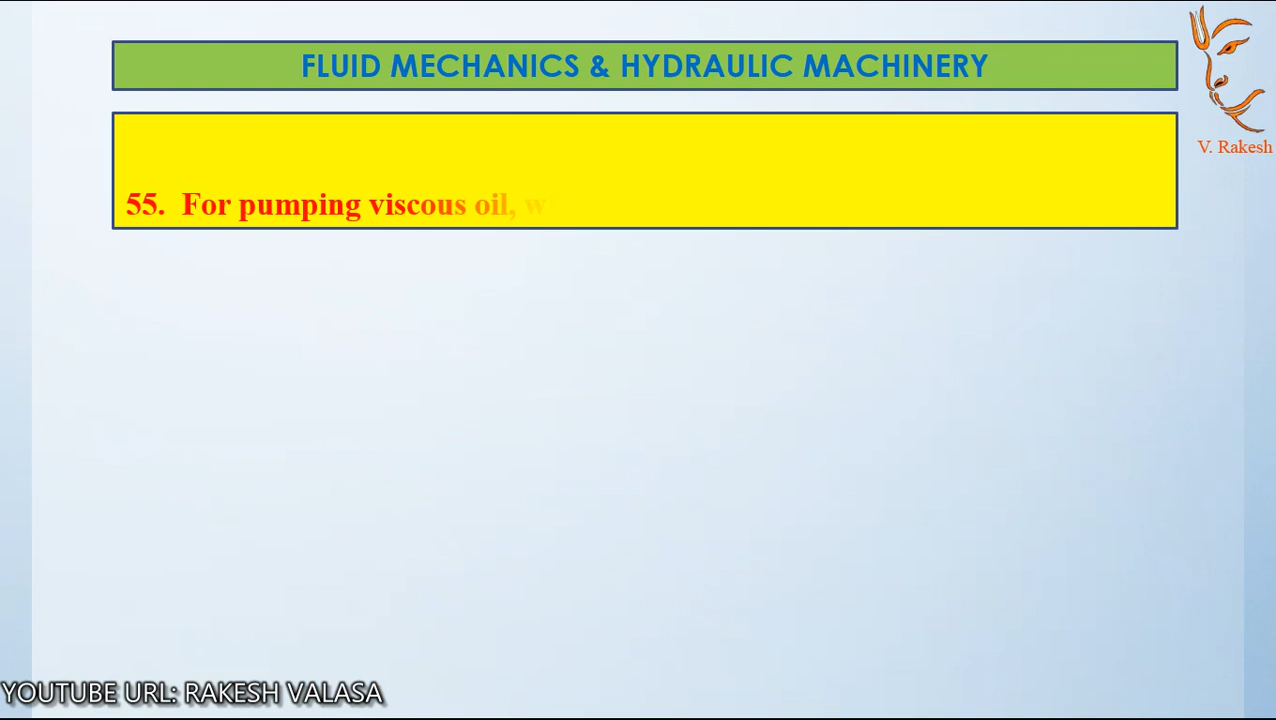 FLUID MECHANICS & HYDRAULIC MACHINERY
V. Rakesh
55. For pumping viscous oil,
YOUTUBE URL: RAKESH VALASA